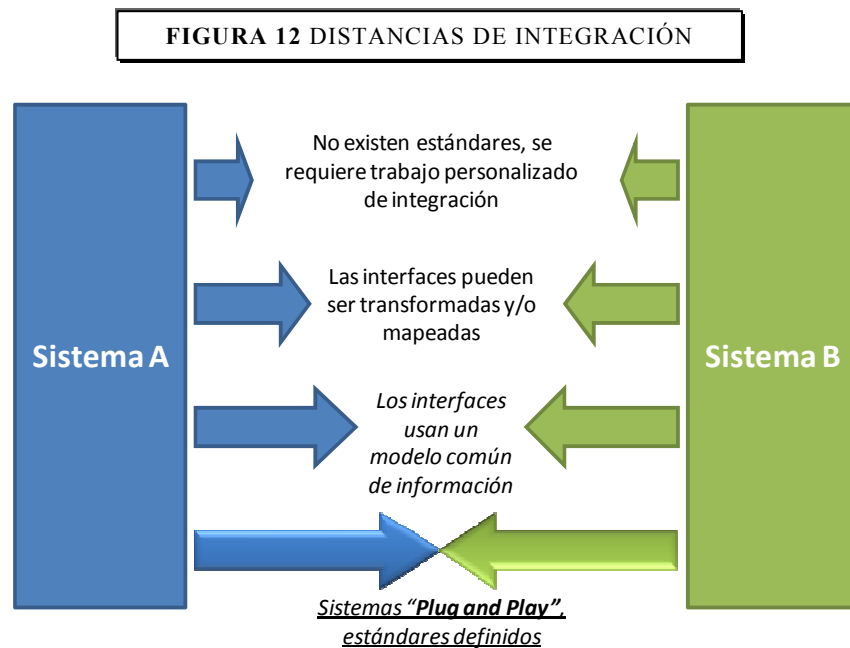 FIGURA 12 DISTANCIAS DE INTEGRACIÓN
No existen estándares, se
requiere trabajo personalizado
de integración
Las interfaces pueden
ser transformadas y/o
mapeadas
Sistema A
Sistema B
Los interfaces
usan un
modelo común
de información
Sistemas “Plug and Play”,
estándares definidos